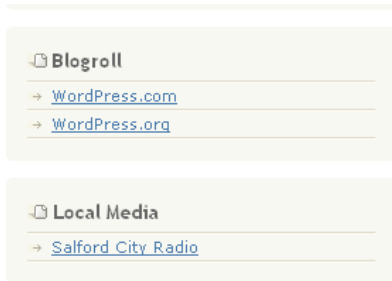 Blogroll
→ WordPress.com
→ WordPress.org
Local Media
→ Salford City Radio